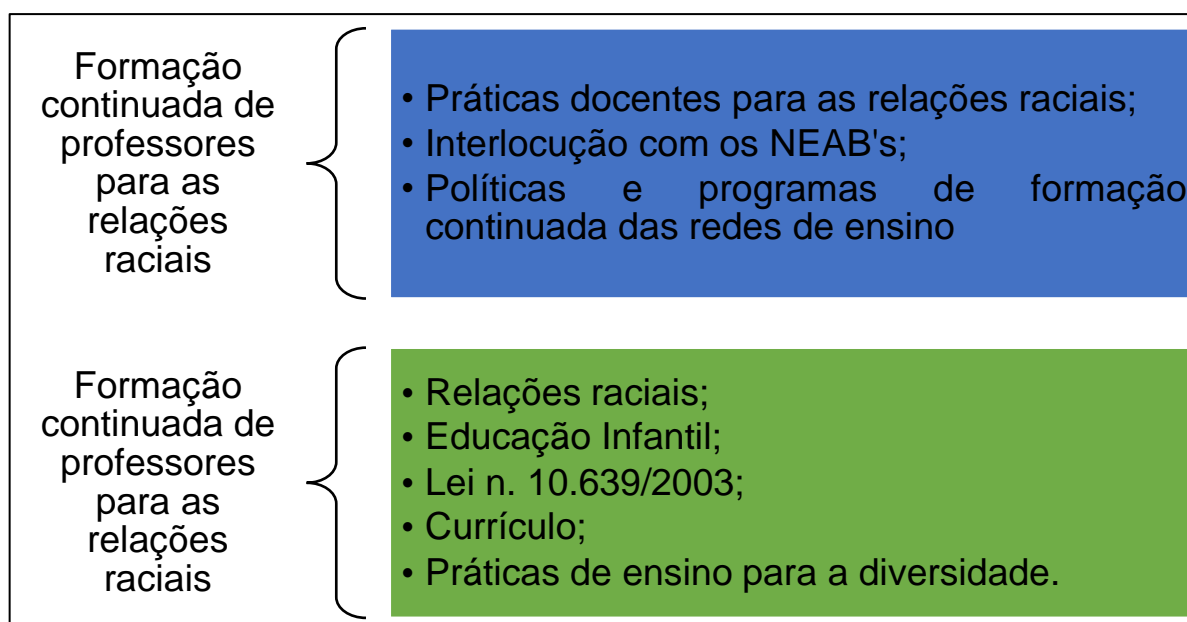 Formação
continuada de
professores
para as
relações
raciais
• Práticas docentes para as relações raciais;
• Interlocução com os NEAB's;
• Políticas e programas de formação
continuada das redes de ensino
Formação
continuada de
professores
para as
relações
raciais
• Relações raciais;
• Educação Infantil;
• Lei n. 10.639/2003;
• Currículo;
• Práticas de ensino para a diversidade.